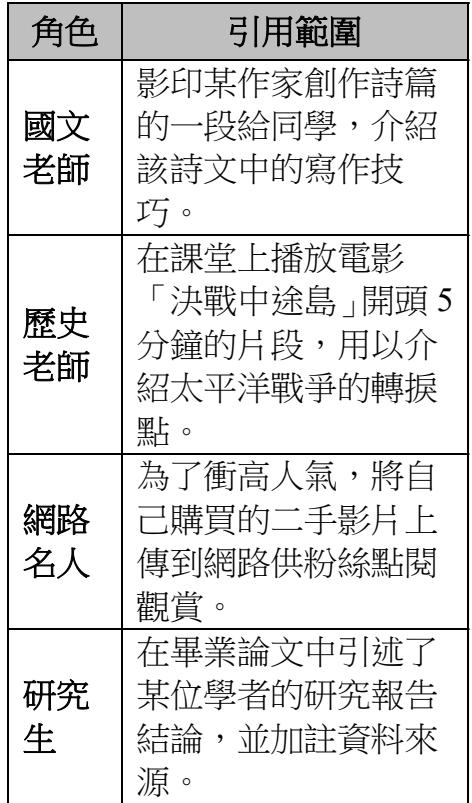 角色 引用範圍
國文
老師
影印某作家創作詩篇
的一段給同學，介紹
該詩文中的寫作技
巧。
歷史
老師
在課堂上播放電影
「決戰中途島」開頭 5
分鐘的片段，用以介
紹太平洋戰爭的轉捩
點。
網路
名人
為了衝高人氣，將自
己購買的二手影片上
傳到網路供粉絲點閱
觀賞。
研究
生
在畢業論文中引述了
某位學者的研究報告
結論，並加註資料來
源。